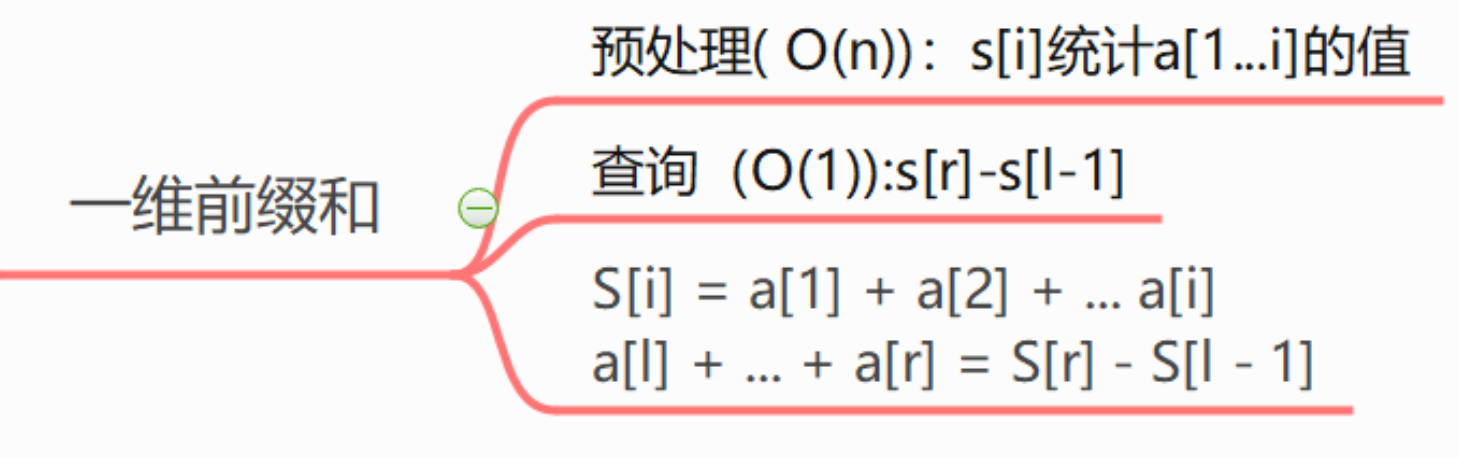 一维前缀和
预处理( O(n))：s[i]统计a[1...i]的值
查询（O(1)):s[r]-s[l-1]
S[i] = a[1] + a[2] + ... a[i]
a[l] + ... + a[r] = S[r] - S[l - 1]